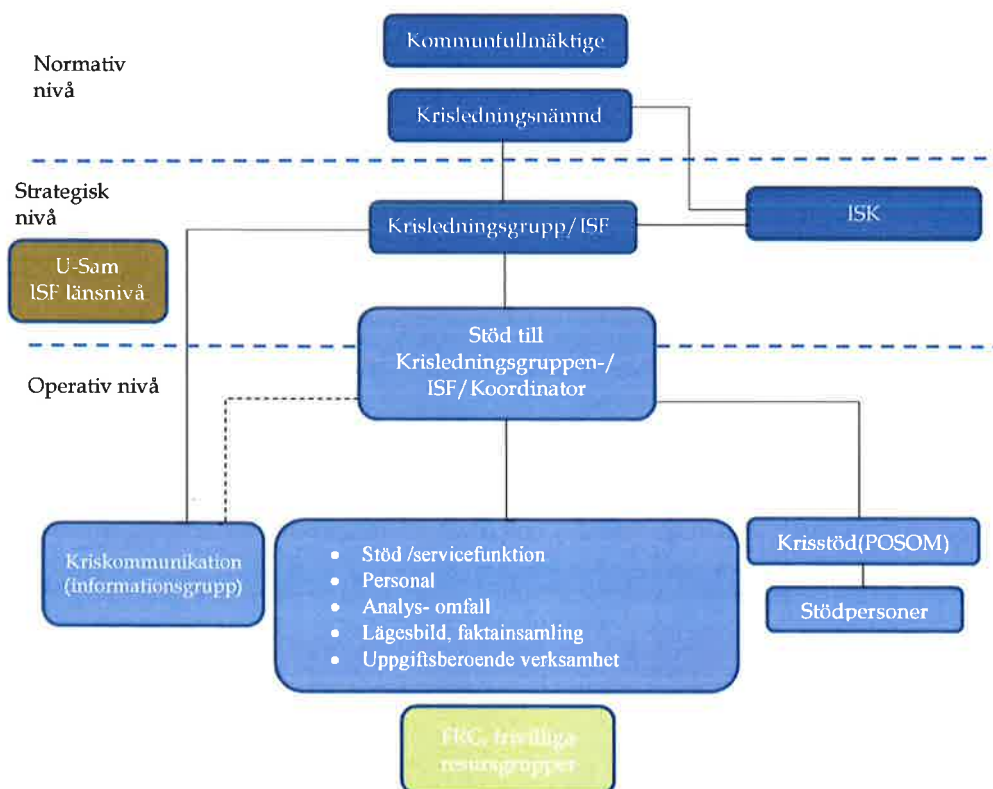 Kommunfullmäktige
Normativ
nivå
Krisledningsnämnd
Strategisk
nivå
Krisledningsgrupp/ISF
ISK
U-Sam
ISF länsnivå
Stöd till
Krisledningsgruppen-/
ISF/Koordinator
Operativ nivå
Kriskommunikation
(informationsgrupp)
• Stöd /servicefunktion
• Personal
• Analys- omfall
• Lägesbild, faktainsamling
• Uppgiftsberoende verksamhet
Krisstöd(POSOM)
Stödpersoner
FRG, frivilliga
resursgrupper